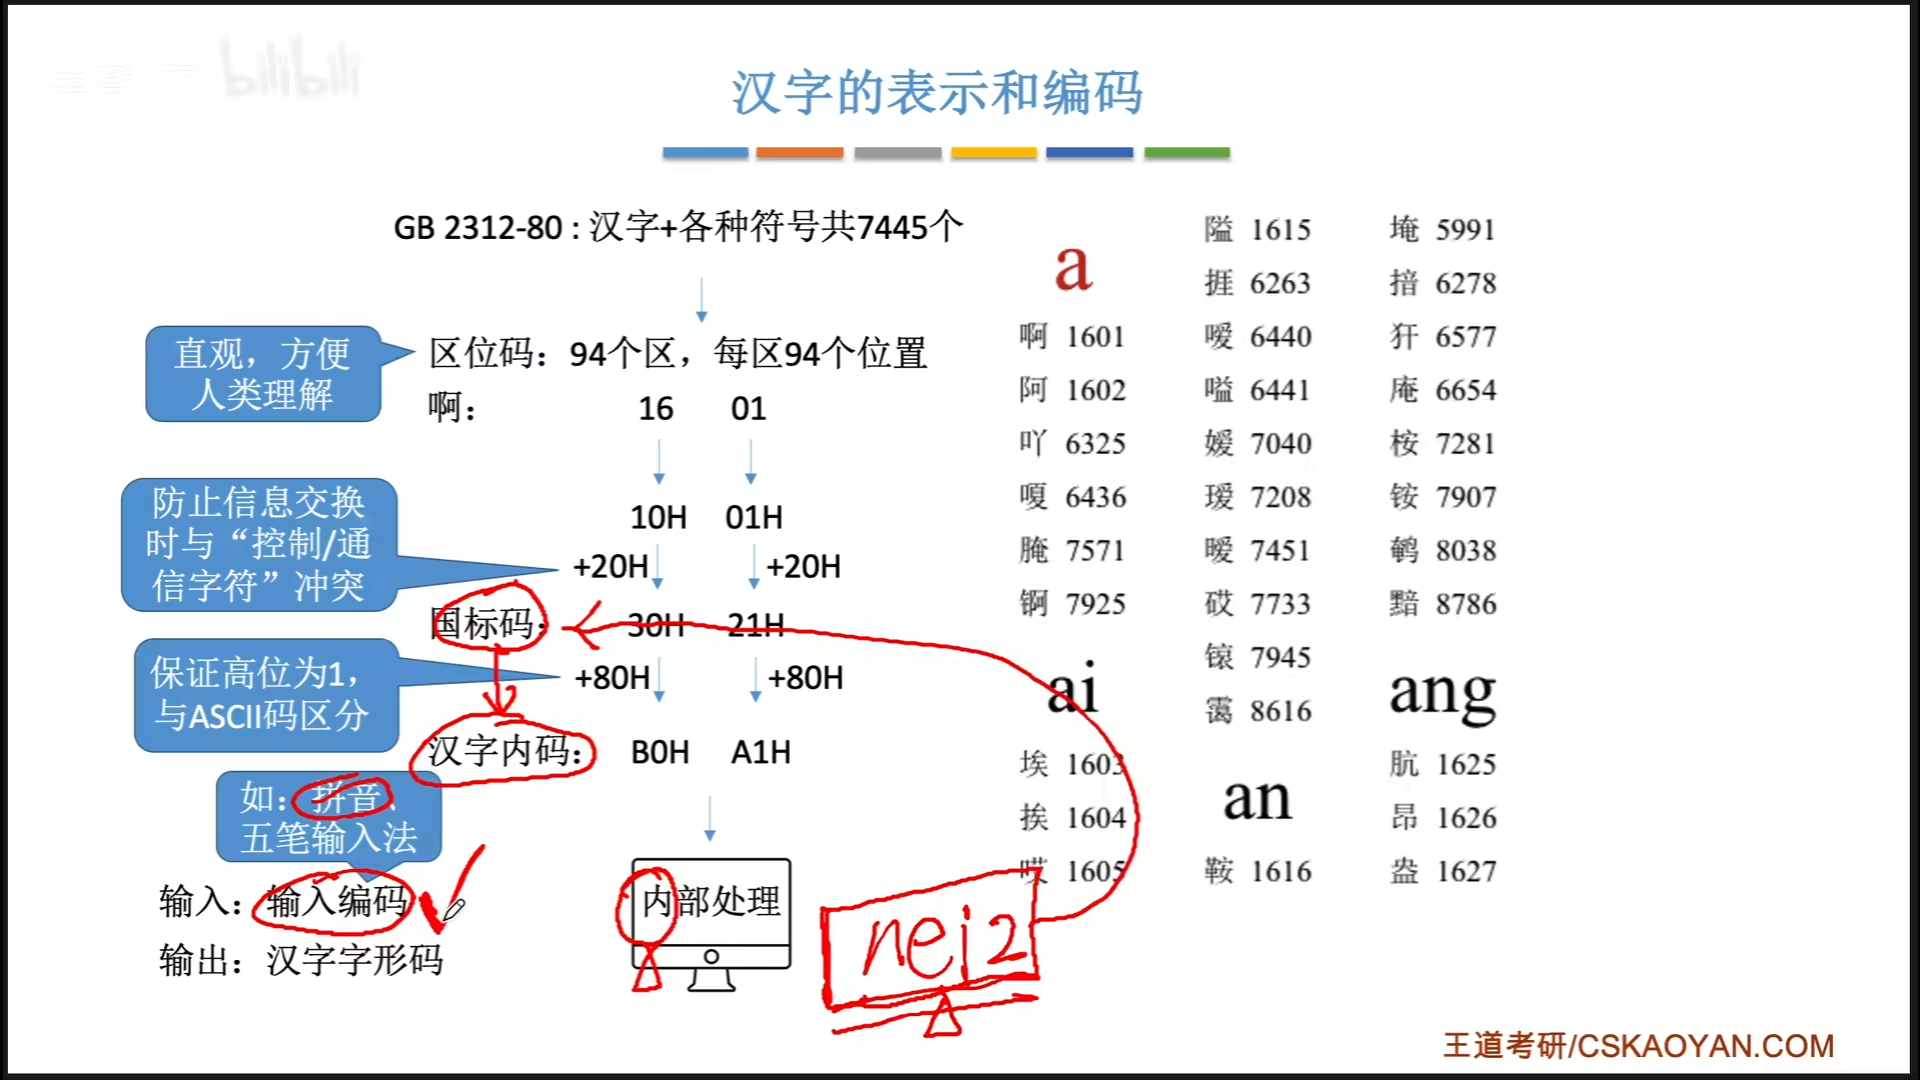 bilibili
汉字的表示和编码
GB 2312-80 : 汉字+各种符号共7445个
直观，方便
人类理解
区位码：94个区，每区94个位置
啊： 16 01
防止信息交换
时与“控制/通
信字符”冲突
10H 01H
+20H +20H
国标码： 30H 21H
保证高位为1，
与ASCII码区分
+80H +80H
汉字内码： B0H A1H
如：拼音、
五笔输入法
输入：输入编码
输出：汉字字形码
内部处理
nei2
a
啊 1601
阿 1602
吖 6325
嗄 6436
腌 7571
锕 7925
ai
埃 1603
挨 1604
哎 1605
隘 1615
捱 6263
嗳 6440
嗌 6441
嫒 7040
瑷 7208
暧 7451
砹 7733
锿 7945
霭 8616
an
鞍 1616
埯 5991
揞 6278
犴 6577
庵 6654
桉 7281
铵 7907
鹌 8038
黯 8786
ang
肮 1625
昂 1626
盎 1627
王道考研/CSKAOYAN.COM